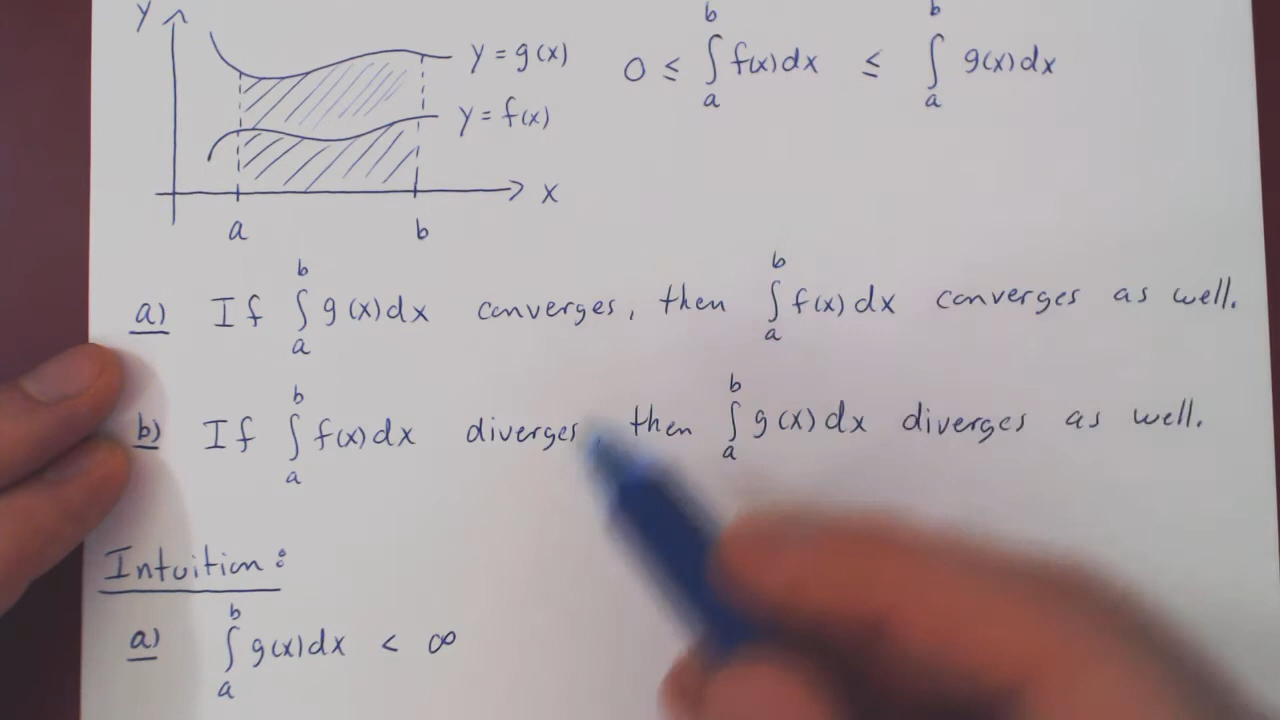 y
y = g(x)
y = f(x)
x
a b
0 ≤ ∫_a^b f(x)dx ≤ ∫_a^b g(x)dx
a) If ∫_a^b g(x)dx converges, then ∫_a^b f(x)dx converges as well.
b) If ∫_a^b f(x)dx diverges, then ∫_a^b g(x)dx diverges as well.
Intuition:
a) ∫_a^b g(x)dx < ∞